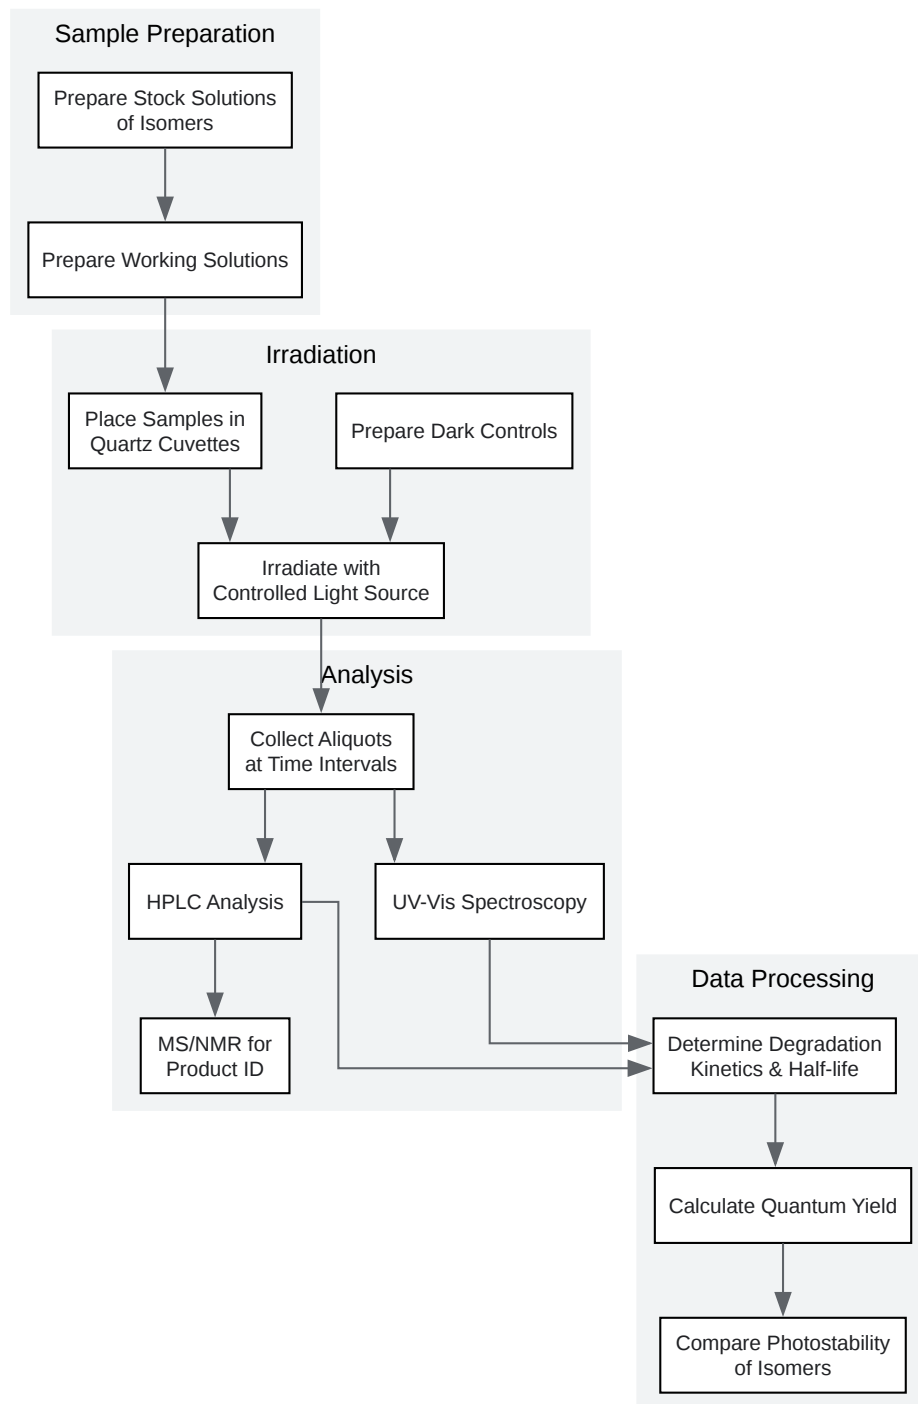 Sample Preparation
Prepare Stock Solutions
of Isomers
Prepare Working Solutions
Irradiation
Place Samples in
Quartz Cuvettes
Prepare Dark Controls
Irradiate with
Controlled Light Source
Analysis
Collect Aliquots
at Time Intervals
HPLC Analysis
UV-Vis Spectroscopy
MS/NMR for
Product ID
Data Processing
Determine Degradation
Kinetics & Half-life
Calculate Quantum Yield
Compare Photostability
of Isomers